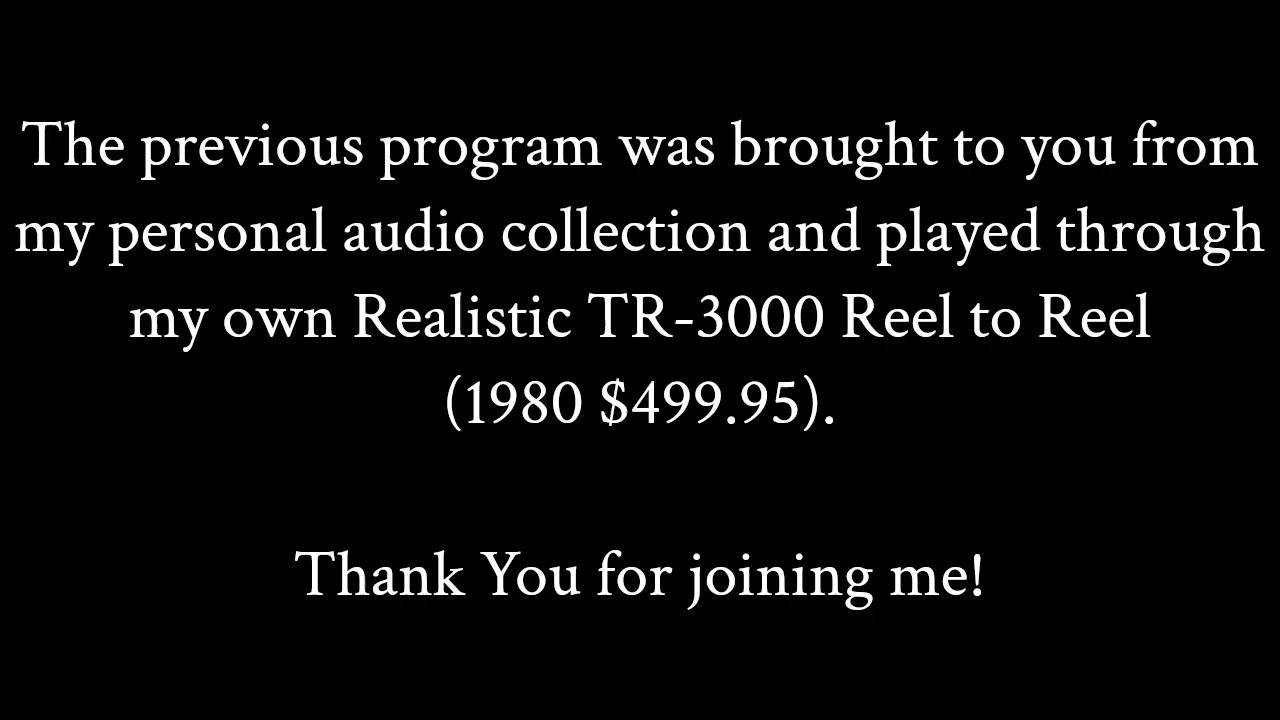 The previous program was brought to you from
my personal audio collection and played through
my own Realistic TR-3000 Reel to Reel
(1980 $499.95).
Thank You for joining me!